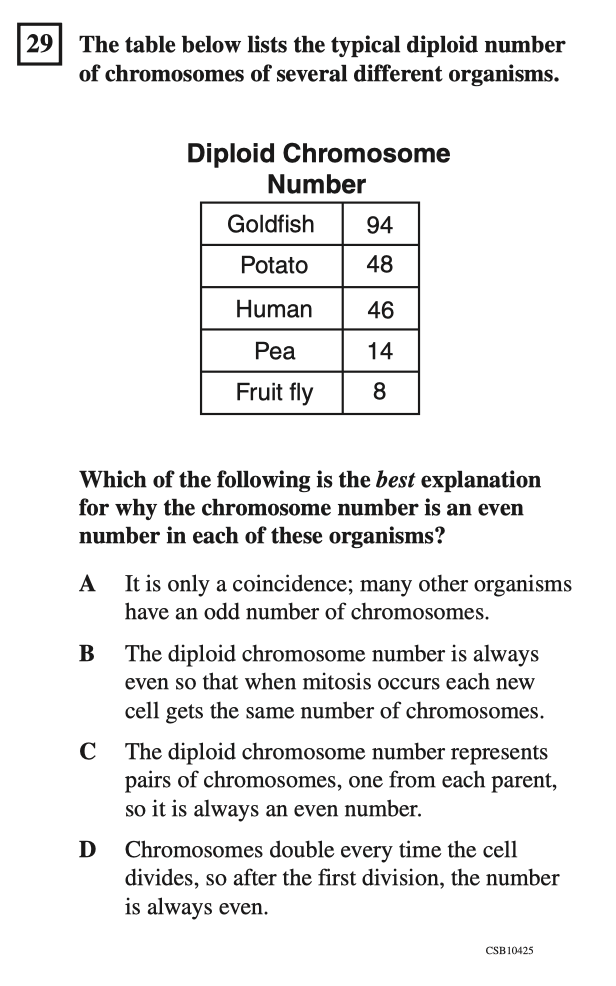 29 The table below lists the typical diploid number
of chromosomes of several different organisms.
Diploid Chromosome
Number
Goldfish 94
Potato 48
Human 46
Pea 14
Fruit fly 8
Which of the following is the best explanation
for why the chromosome number is an even
number in each of these organisms?
A It is only a coincidence; many other organisms
have an odd number of chromosomes.
B The diploid chromosome number is always
even so that when mitosis occurs each new
cell gets the same number of chromosomes.
C The diploid chromosome number represents
pairs of chromosomes, one from each parent,
so it is always an even number.
D Chromosomes double every time the cell
divides, so after the first division, the number
is always even.
CSB10425